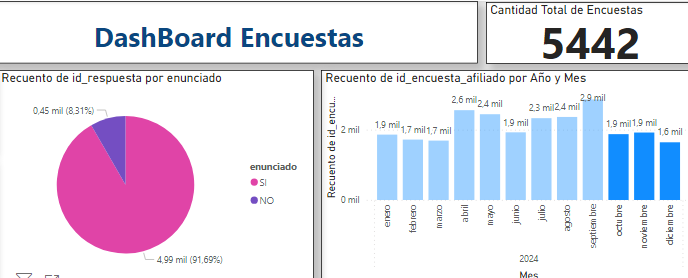 DashBoard Encuestas
Cantidad Total de Encuestas
5442
Recuento de id_respuesta por enunciado
0,45 mil (8,31%)
4,99 mil (91,69%)
enunciado
SI
NO
Recuento de id_encuesta_afiliado por Año y Mes
Recuento de id_encu...
2 mil
0 mil
1,9 mil
1,7 mil
1,7 mil
2,6 mil
2,4 mil
1,9 mil
2,3 mil
2,4 mil
2,9 mil
1,9 mil
1,9 mil
1,6 mil
enero
febrero
marzo
abril
mayo
junio
julio
agosto
septiembre
octubre
noviembre
diciembre
2024
Mes